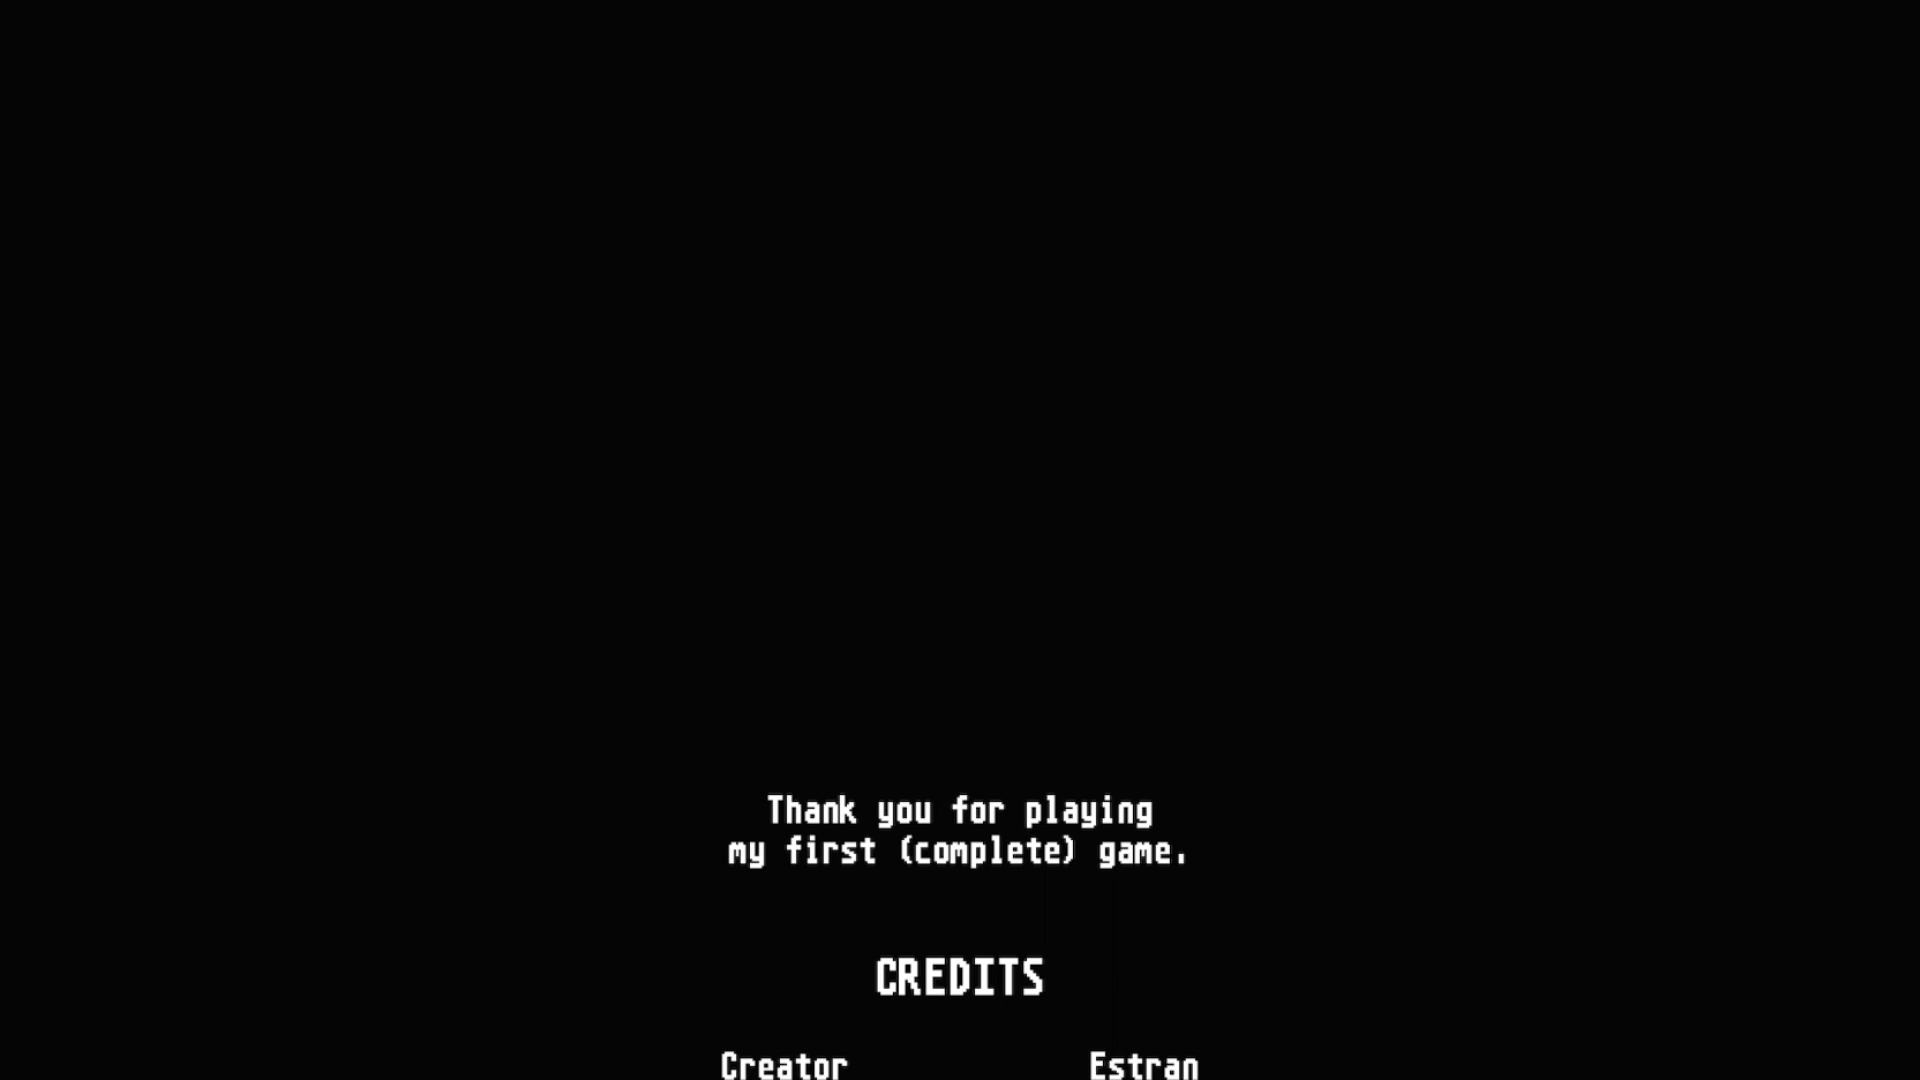 Thank you for playing
my first (complete) game.
CREDITS
Creator Estran